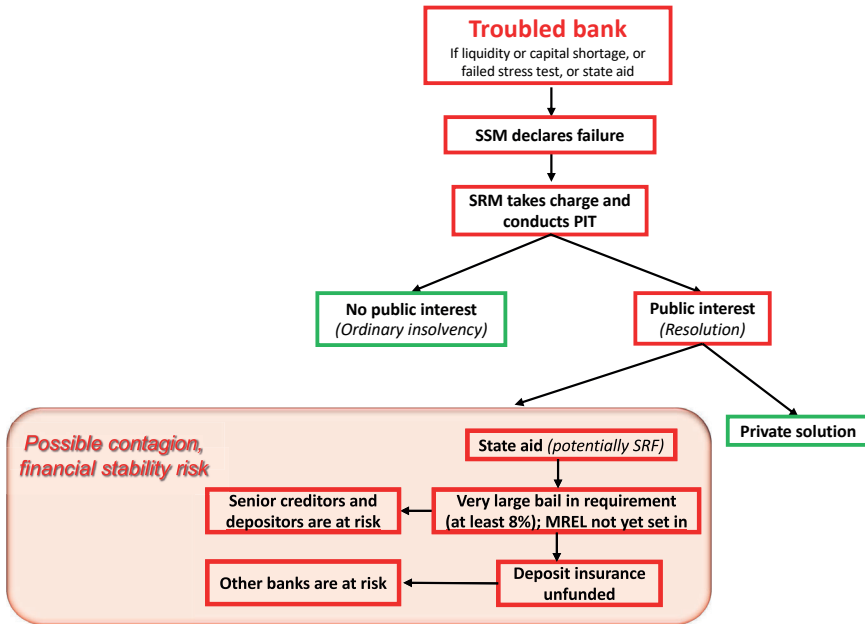 Troubled bank
If liquidity or capital shortage, or
failed stress test, or state aid
SSM declares failure
SRM takes charge and
conducts PIT
No public interest
(Ordinary insolvency)
Public interest
(Resolution)
Private solution
Possible contagion,
financial stability risk
State aid (potentially SRF)
Senior creditors and
depositors are at risk
Very large bail in requirement
(at least 8%); MREL not yet set in
Other banks are at risk
Deposit insurance
unfunded